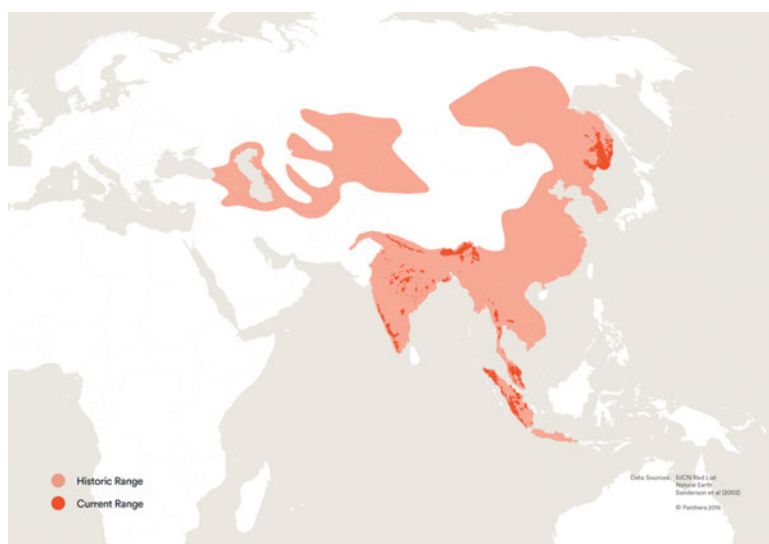 Historic Range
Current Range
Data Sources: IUCN Red List
Natural Earth
Sanderson et al (2002)
© Panthera 2016